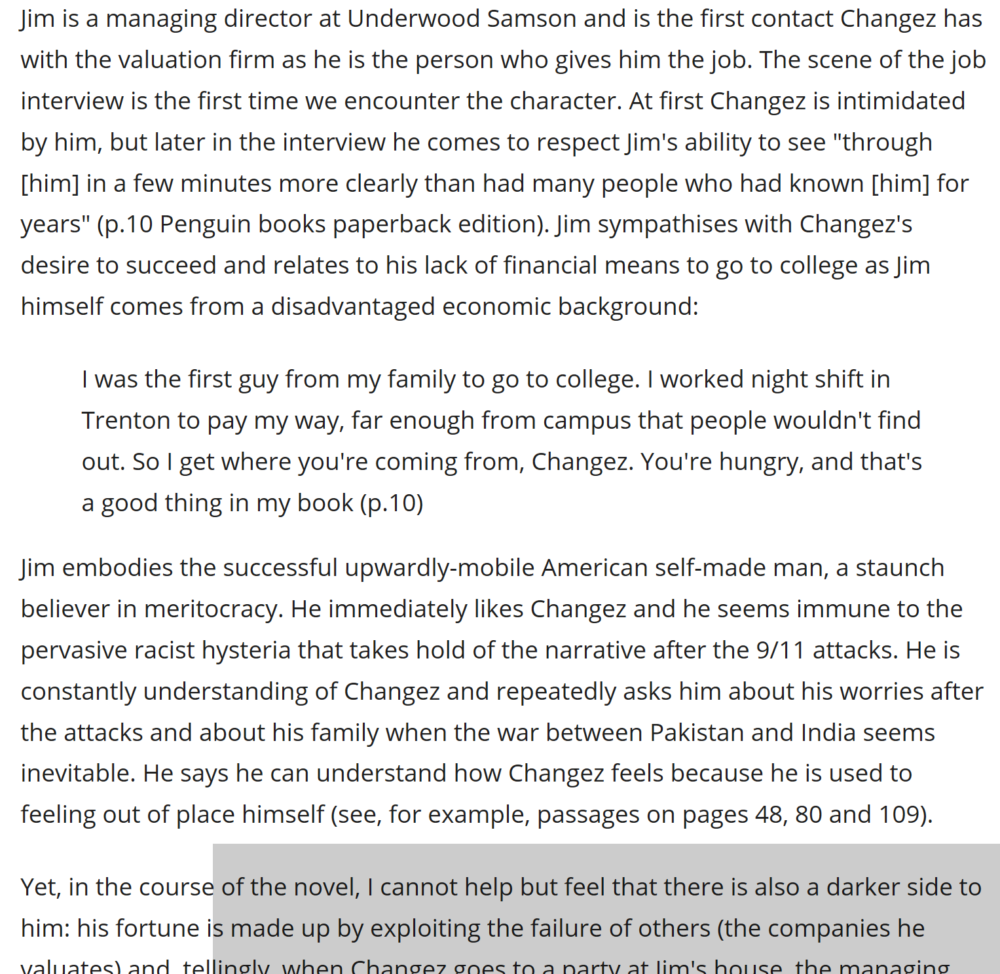 Jim is a managing director at Underwood Samson and is the first contact Changez has
with the valuation firm as he is the person who gives him the job. The scene of the job
interview is the first time we encounter the character. At first Changez is intimidated
by him, but later in the interview he comes to respect Jim's ability to see "through
[him] in a few minutes more clearly than had many people who had known [him] for
years" (p.10 Penguin books paperback edition). Jim sympathises with Changez's
desire to succeed and relates to his lack of financial means to go to college as Jim
himself comes from a disadvantaged economic background:
I was the first guy from my family to go to college. I worked night shift in
Trenton to pay my way, far enough from campus that people wouldn't find
out. So I get where you're coming from, Changez. You're hungry, and that's
a good thing in my book (p.10)
Jim embodies the successful upwardly-mobile American self-made man, a staunch
believer in meritocracy. He immediately likes Changez and he seems immune to the
pervasive racist hysteria that takes hold of the narrative after the 9/11 attacks. He is
constantly understanding of Changez and repeatedly asks him about his worries after
the attacks and about his family when the war between Pakistan and India seems
inevitable. He says he can understand how Changez feels because he is used to
feeling out of place himself (see, for example, passages on pages 48, 80 and 109).
Yet, in the course of the novel, I cannot help but feel that there is also a darker side to
him: his fortune is made up by exploiting the failure of others (the companies he
valuates) and, tellingly, when Changez goes to a party at Jim's house, the managing